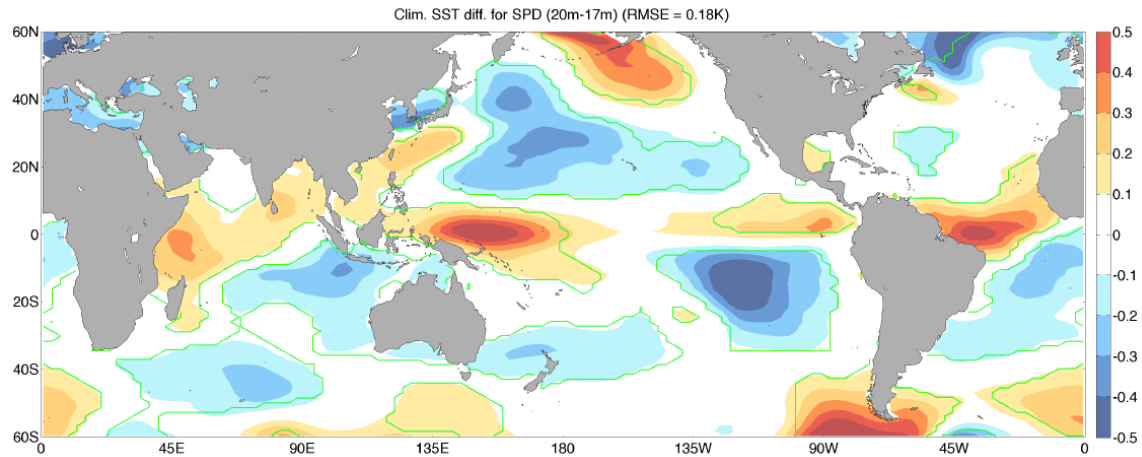 Clim. SST diff. for SPD (20m-17m) (RMSE = 0.18K)
60N
40N
20N
0
20S
40S
60S
0 45E 90E 135E 180 135W 90W 45W 0
0.5
0.4
0.3
0.2
0.1
0
-0.1
-0.2
-0.3
-0.4
-0.5